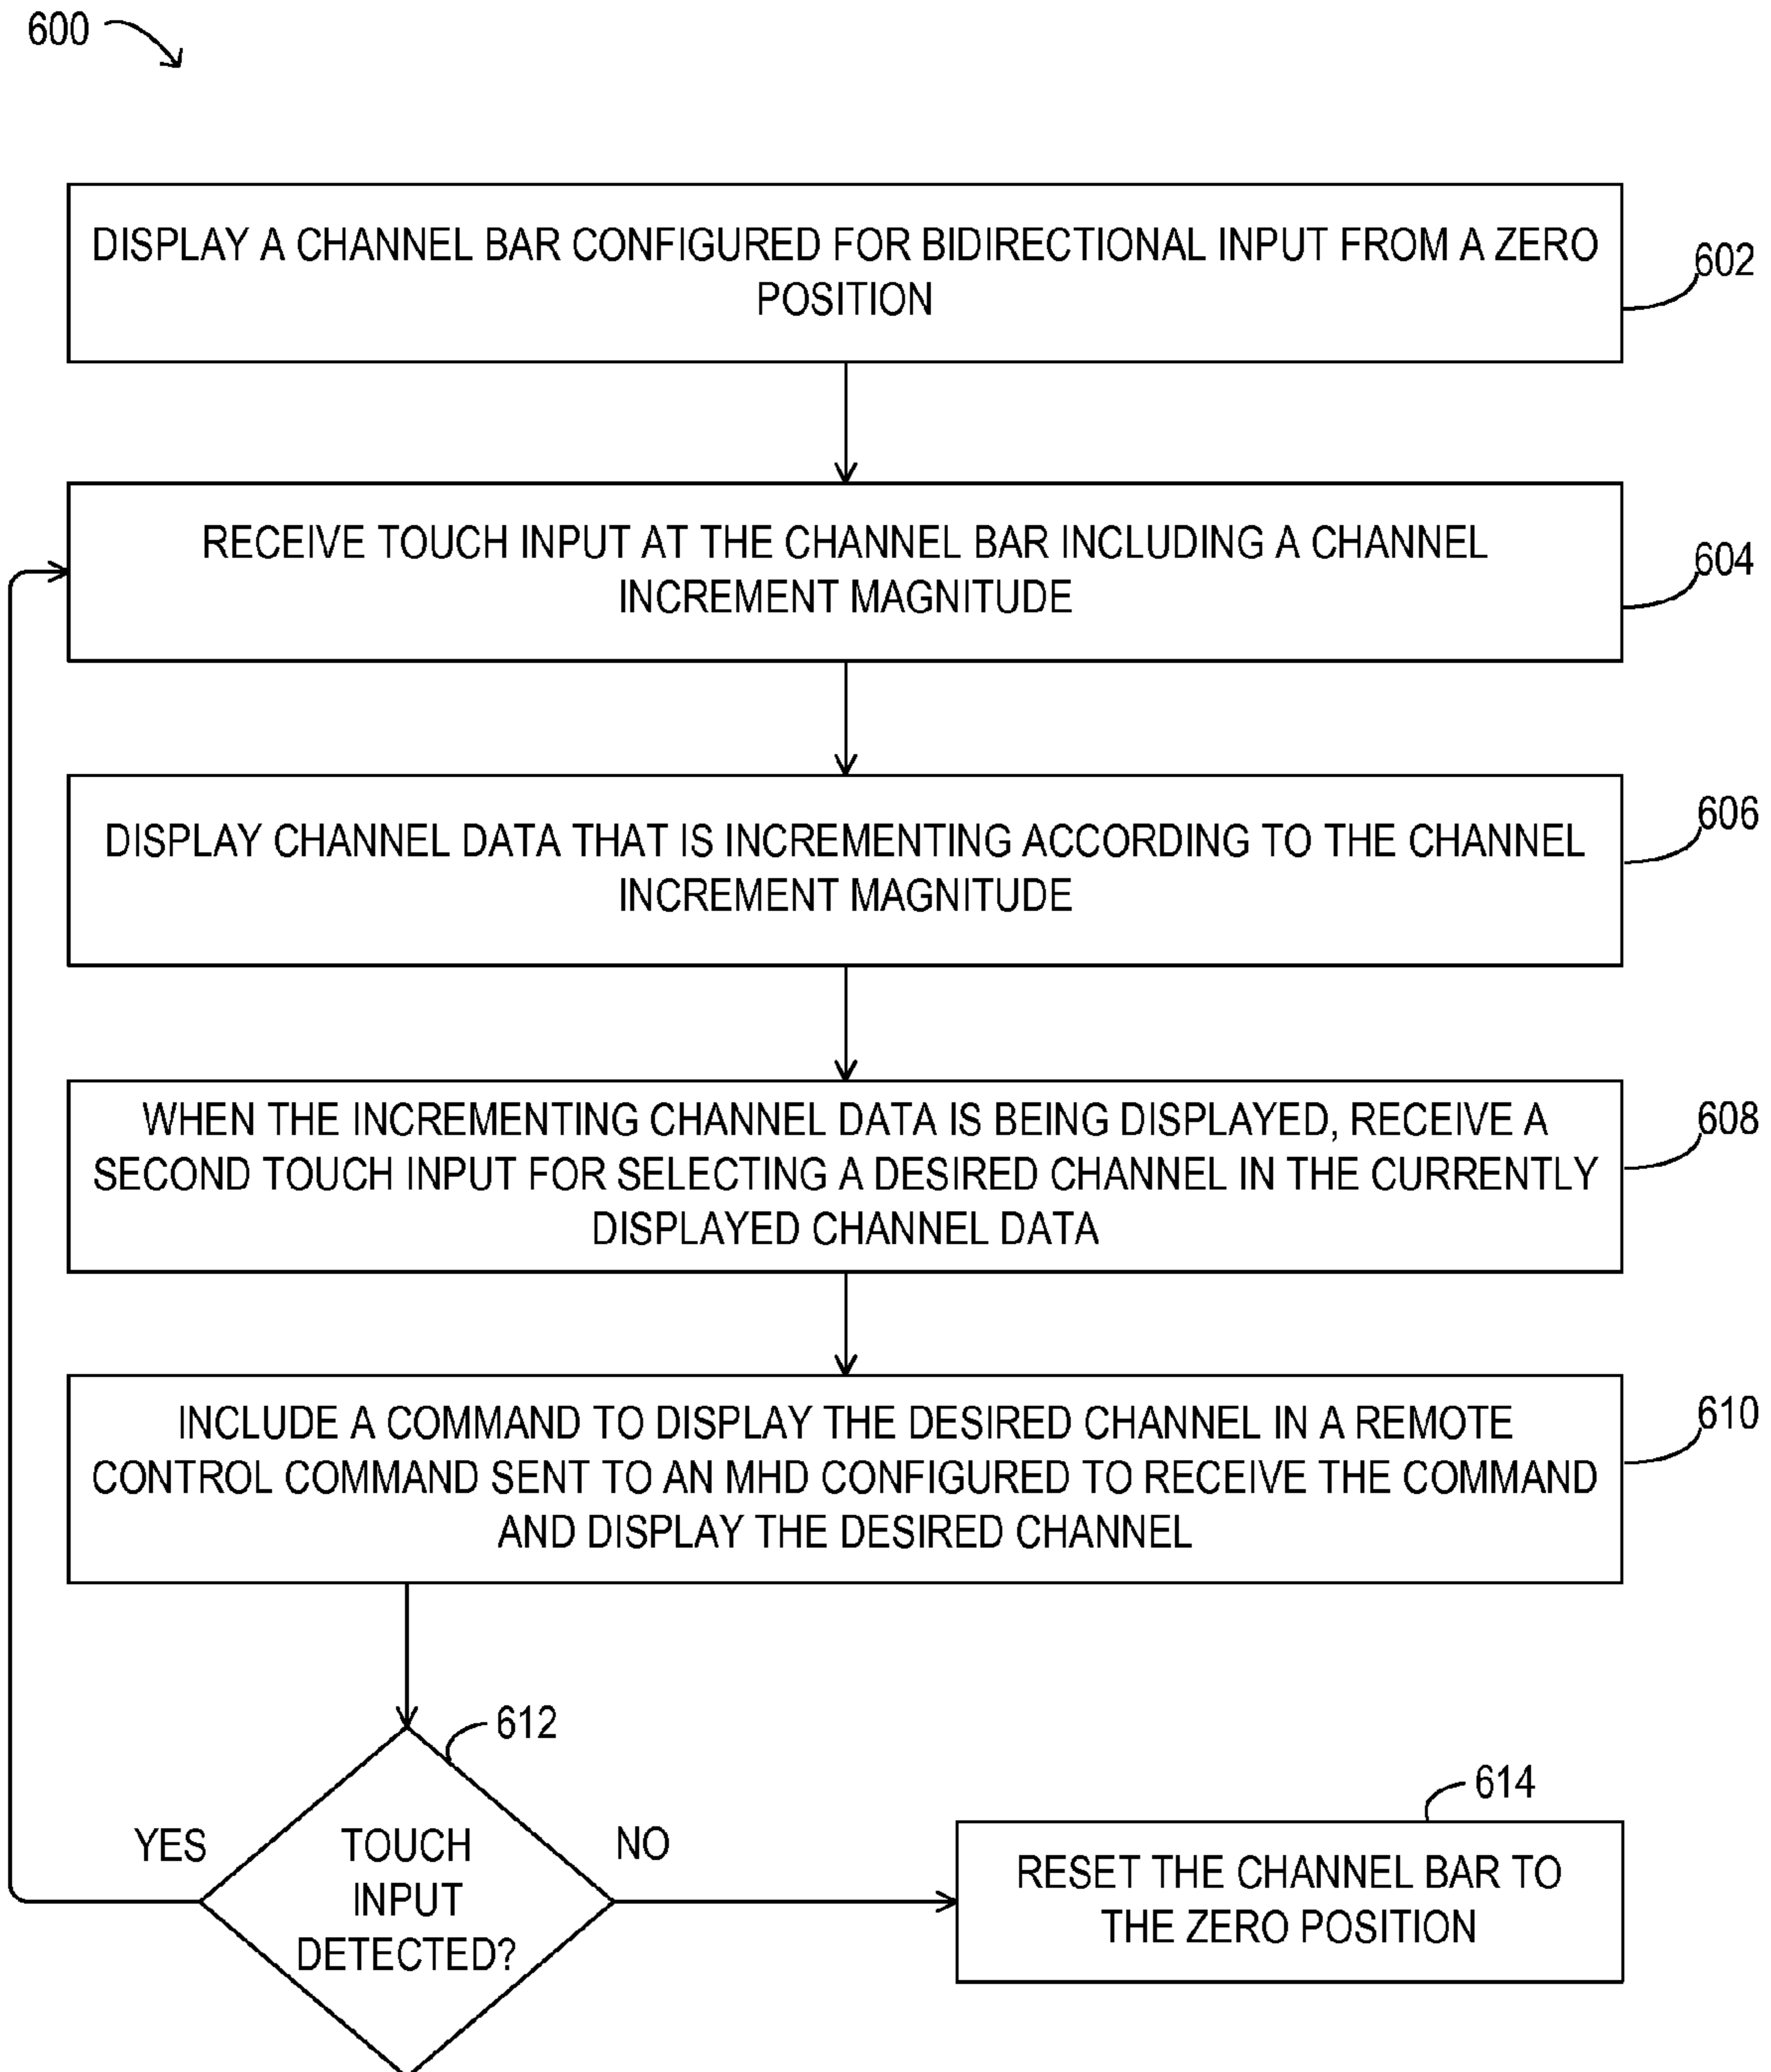 600
DISPLAY A CHANNEL BAR CONFIGURED FOR BIDIRECTIONAL INPUT FROM A ZERO
POSITION
602
RECEIVE TOUCH INPUT AT THE CHANNEL BAR INCLUDING A CHANNEL
INCREMENT MAGNITUDE
604
DISPLAY CHANNEL DATA THAT IS INCREMENTING ACCORDING TO THE CHANNEL
INCREMENT MAGNITUDE
606
WHEN THE INCREMENTING CHANNEL DATA IS BEING DISPLAYED, RECEIVE A
SECOND TOUCH INPUT FOR SELECTING A DESIRED CHANNEL IN THE CURRENTLY
DISPLAYED CHANNEL DATA
608
INCLUDE A COMMAND TO DISPLAY THE DESIRED CHANNEL IN A REMOTE
CONTROL COMMAND SENT TO AN MHD CONFIGURED TO RECEIVE THE COMMAND
AND DISPLAY THE DESIRED CHANNEL
610
612
YES
TOUCH
INPUT
DETECTED?
NO
614
RESET THE CHANNEL BAR TO
THE ZERO POSITION